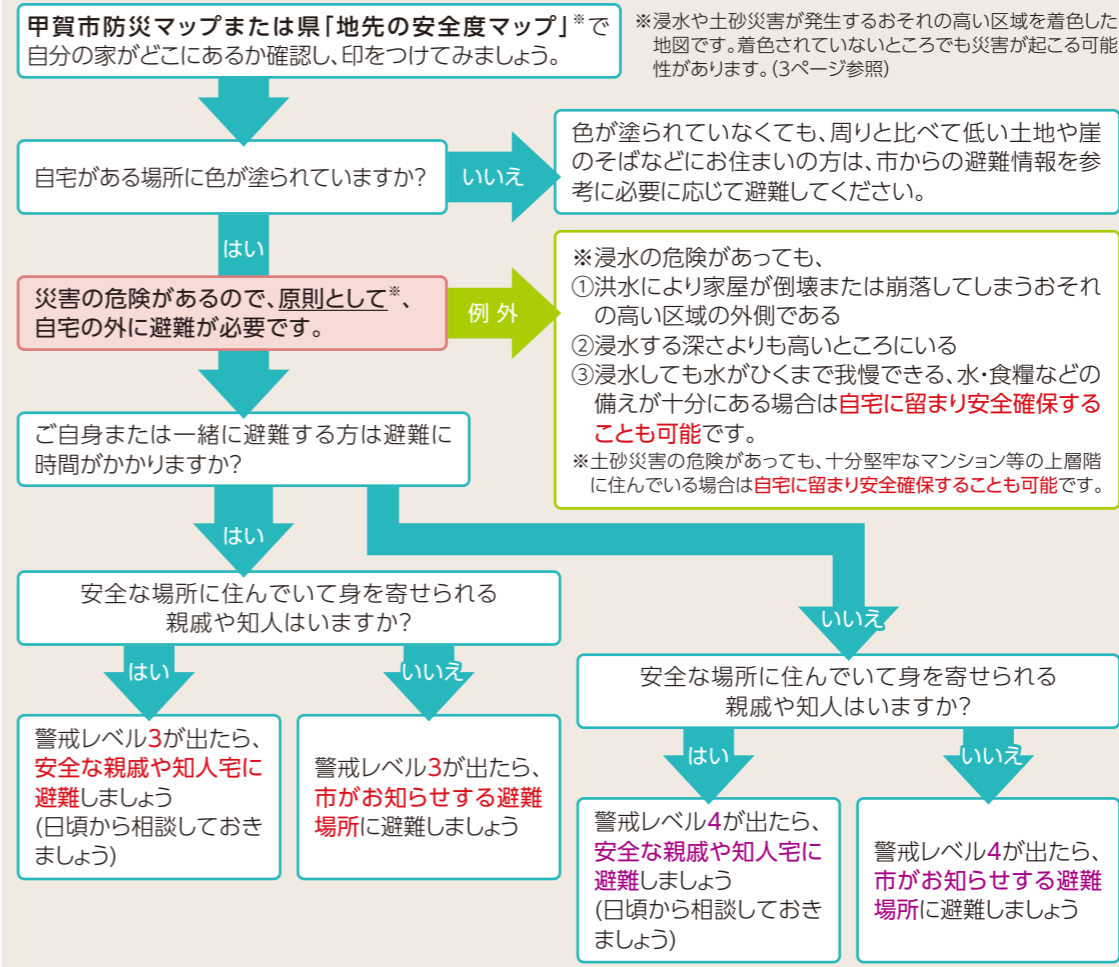 甲賀市防災マップまたは県「地先の安全度マップ」※で
自分の家がどこにあるか確認し、印をつけてみましょう。
※浸水や土砂災害が発生するおそれの高い区域を着色した
地図です。着色されていないところでも災害が起こる可能
性があります。(3ページ参照)
自宅がある場所に色が塗られていますか?
いいえ
色が塗られていなくても、周りと比べて低い土地や崖
のそばなどにお住まいの方は、市からの避難情報を参
考に必要に応じて避難してください。
はい
災害の危険があるので、原則として※、
自宅の外に避難が必要です。
例外
※浸水の危険があっても、
①洪水により家屋が倒壊または崩落してしまうおそれ
の高い区域の外側である
②浸水する深さよりも高いところにいる
③浸水しても水がひくまで我慢できる、水・食糧などの
備えが十分にある場合は自宅に留まり安全確保する
ことも可能です。
※土砂災害の危険があっても、十分堅牢なマンション等の上層階
に住んでいる場合は自宅に留まり安全確保することも可能です。
ご自身または一緒に避難する方は避難に
時間がかかりますか?
はい
いいえ
安全な場所に住んでいて身を寄せられる
親戚や知人はいますか?
はい
いいえ
警戒レベル3が出たら、
安全な親戚や知人宅に
避難しましょう
(日頃から相談しておき
ましょう)
警戒レベル3が出たら、
市がお知らせする避難
場所に避難しましょう
安全な場所に住んでいて身を寄せられる
親戚や知人はいますか?
はい
いいえ
警戒レベル4が出たら、
安全な親戚や知人宅に
避難しましょう
(日頃から相談しておき
ましょう)
警戒レベル4が出たら、
市がお知らせする避難
場所に避難しましょう